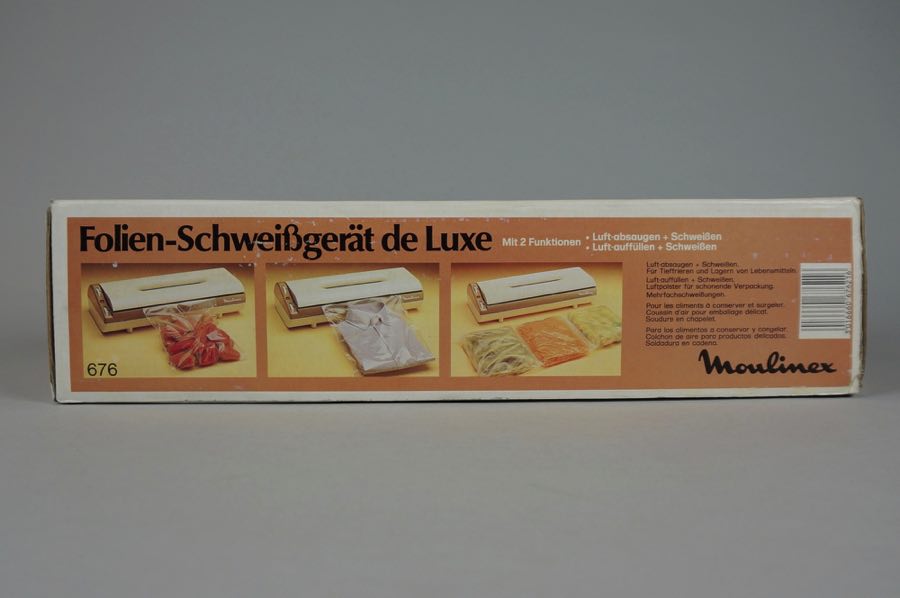 Folien-Schweißgerät de Luxe
Mit 2 Funktionen
• Luft-absaugen + Schweißen
• Luft-auffüllen + Schweißen
676
Luft-absaugen + Schweißen.
Für Tieffrieren und Lagern von Lebensmitteln.
Luft-auffüllen + Schweißen.
Luftpolster für schonende Verpackung.
Mehrfachschweißungen.
Pour les aliments à conserver et surgeler.
Coussin d'air pour emballage délicat.
Soudure en chapelet.
Para los alimentos a conservar y congelar.
Colchon de aire para productos delicados.
Soldadura en cadena.
Moulinex